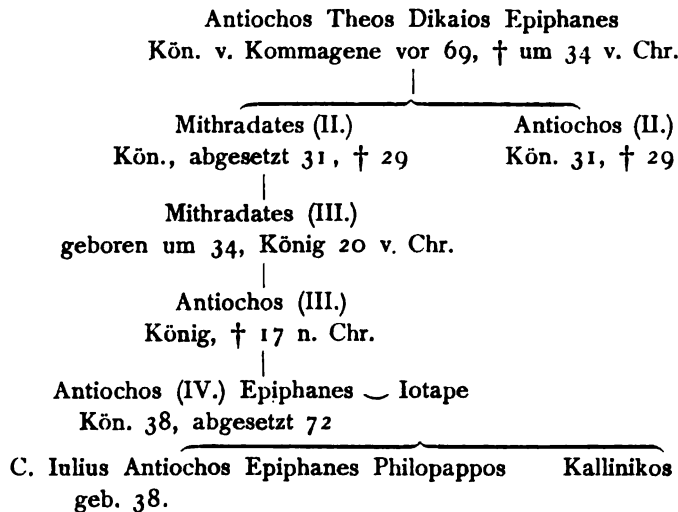 Antiochos Theos Dikaios Epiphanes
Kön. v. Kommagene vor 69, † um 34 v. Chr.
Mithradates (II.) Antiochos (II.)
Kön., abgesetzt 31, † 29 Kön. 31, † 29
Mithradates (III.)
geboren um 34, König 20 v. Chr.
Antiochos (III.)
König, † 17 n. Chr.
Antiochos (IV.) Epiphanes ‿ Iotape
Kön. 38, abgesetzt 72
C. Iulius Antiochos Epiphanes Philopappos Kallinikos
geb. 38.